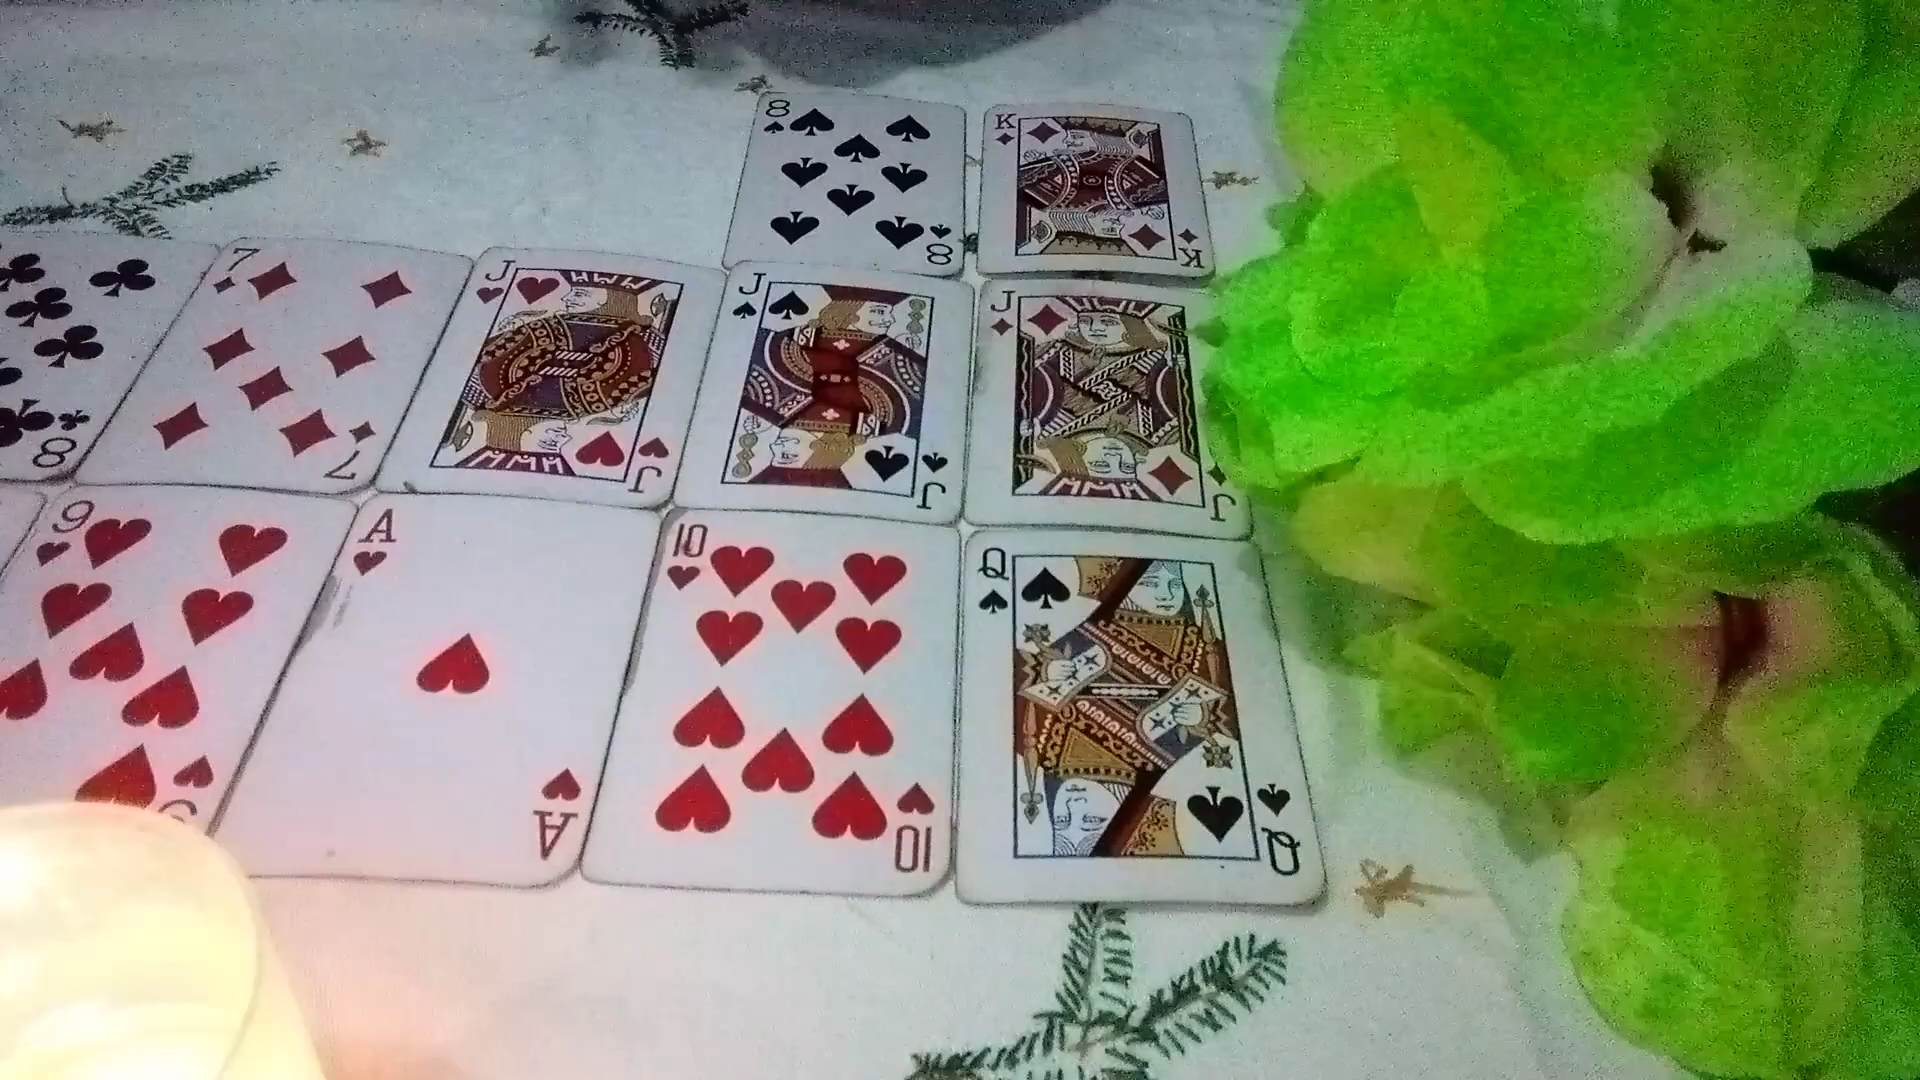 8 K
8 K
7 J J J
8 7 J J J
9 A 10 Q
A 10 Q